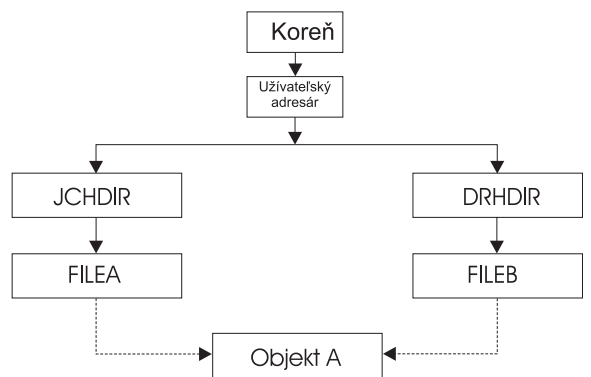 Koreň
Užívateľský
adresár
JCHDIR
DRHDIR
FILEA
FILEB
Objekt A